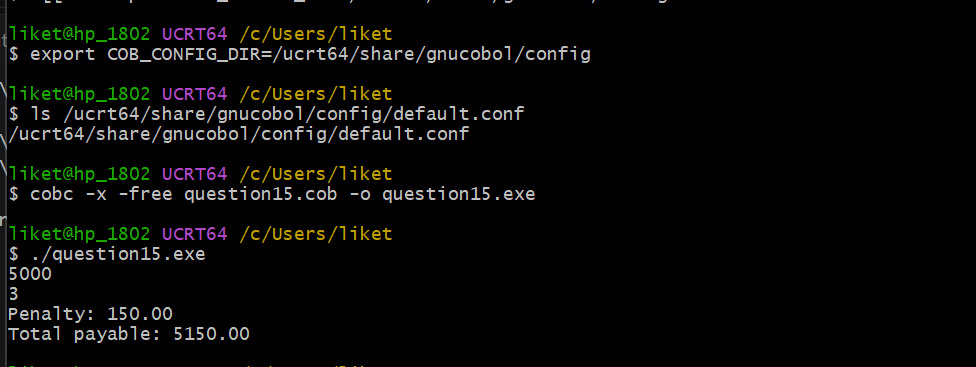 liket@hp_1802 UCRT64 /c/Users/liket
$ export COB_CONFIG_DIR=/ucrt64/share/gnucobol/config
liket@hp_1802 UCRT64 /c/Users/liket
$ ls /ucrt64/share/gnucobol/config/default.conf
/ucrt64/share/gnucobol/config/default.conf
liket@hp_1802 UCRT64 /c/Users/liket
$ cobc -x -free question15.cob -o question15.exe
liket@hp_1802 UCRT64 /c/Users/liket
$ ./question15.exe
5000
3
Penalty: 150.00
Total payable: 5150.00